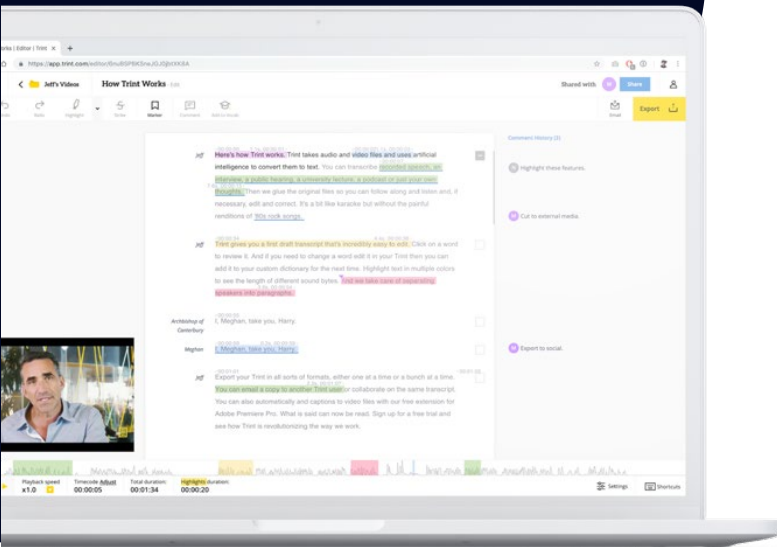 orks | Editor | Trint × +
https://app.trint.com/editor/
Jeff's Videos How Trint Works
Shared with M Share
Highlight Strike Marker Comment Add to Vocab Email Export
Jeff Here's how Trint works. Trint takes audio and video files and uses artificial
intelligence to convert them to text. You can transcribe recorded speech, an
interview, a public hearing, a university lecture, a podcast or just your own
thoughts. Then we glue the original files so you can follow along and listen and, if
necessary, edit and correct. It's a bit like karaoke but without the painful
renditions of '80s rock songs.
Jeff Trint gives you a first draft transcript that's incredibly easy to edit. Click on a word
to review it. And if you need to change a word edit it in your Trint then you can
add it to your custom dictionary for the next time. Highlight text in multiple colors
to see the length of different sound bytes. And we take care of separating
speakers into paragraphs.
Archbishop of
Canterbury
I, Meghan, take you, Harry.
Meghan I, Meghan, take you, Harry.
Jeff Export your Trint in all sorts of formats, either one at a time or a bunch at a time.
You can email a copy to another Trint user or collaborate on the same transcript.
You can also automatically and captions to video files with our free extension for
Adobe Premiere Pro. What is said can now be read. Sign up for a free trial and
see how Trint is revolutionizing the way we work.
Comment History (3)
Highlight these features.
M Cut to external media.
M Export to social.
Playback speed Timecode Adjust Total duration: Highlights duration:
x1.0 00:00:05 00:01:34 00:00:20
Settings Shortcuts